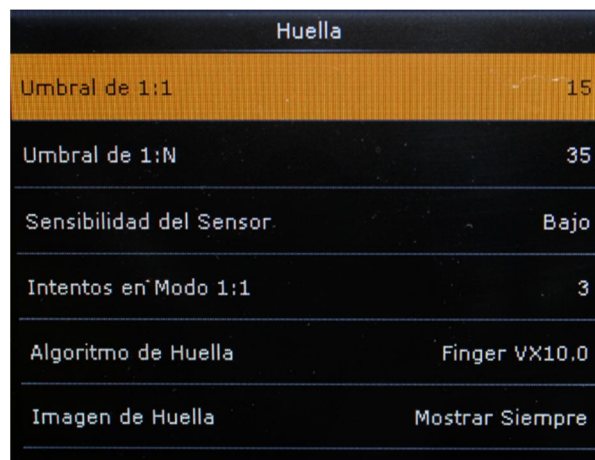 Huella
Umbral de 1:1 15
Umbral de 1:N 35
Sensibilidad del Sensor Bajo
Intentos en Modo 1:1 3
Algoritmo de Huella Finger VX10.0
Imagen de Huella Mostrar Siempre